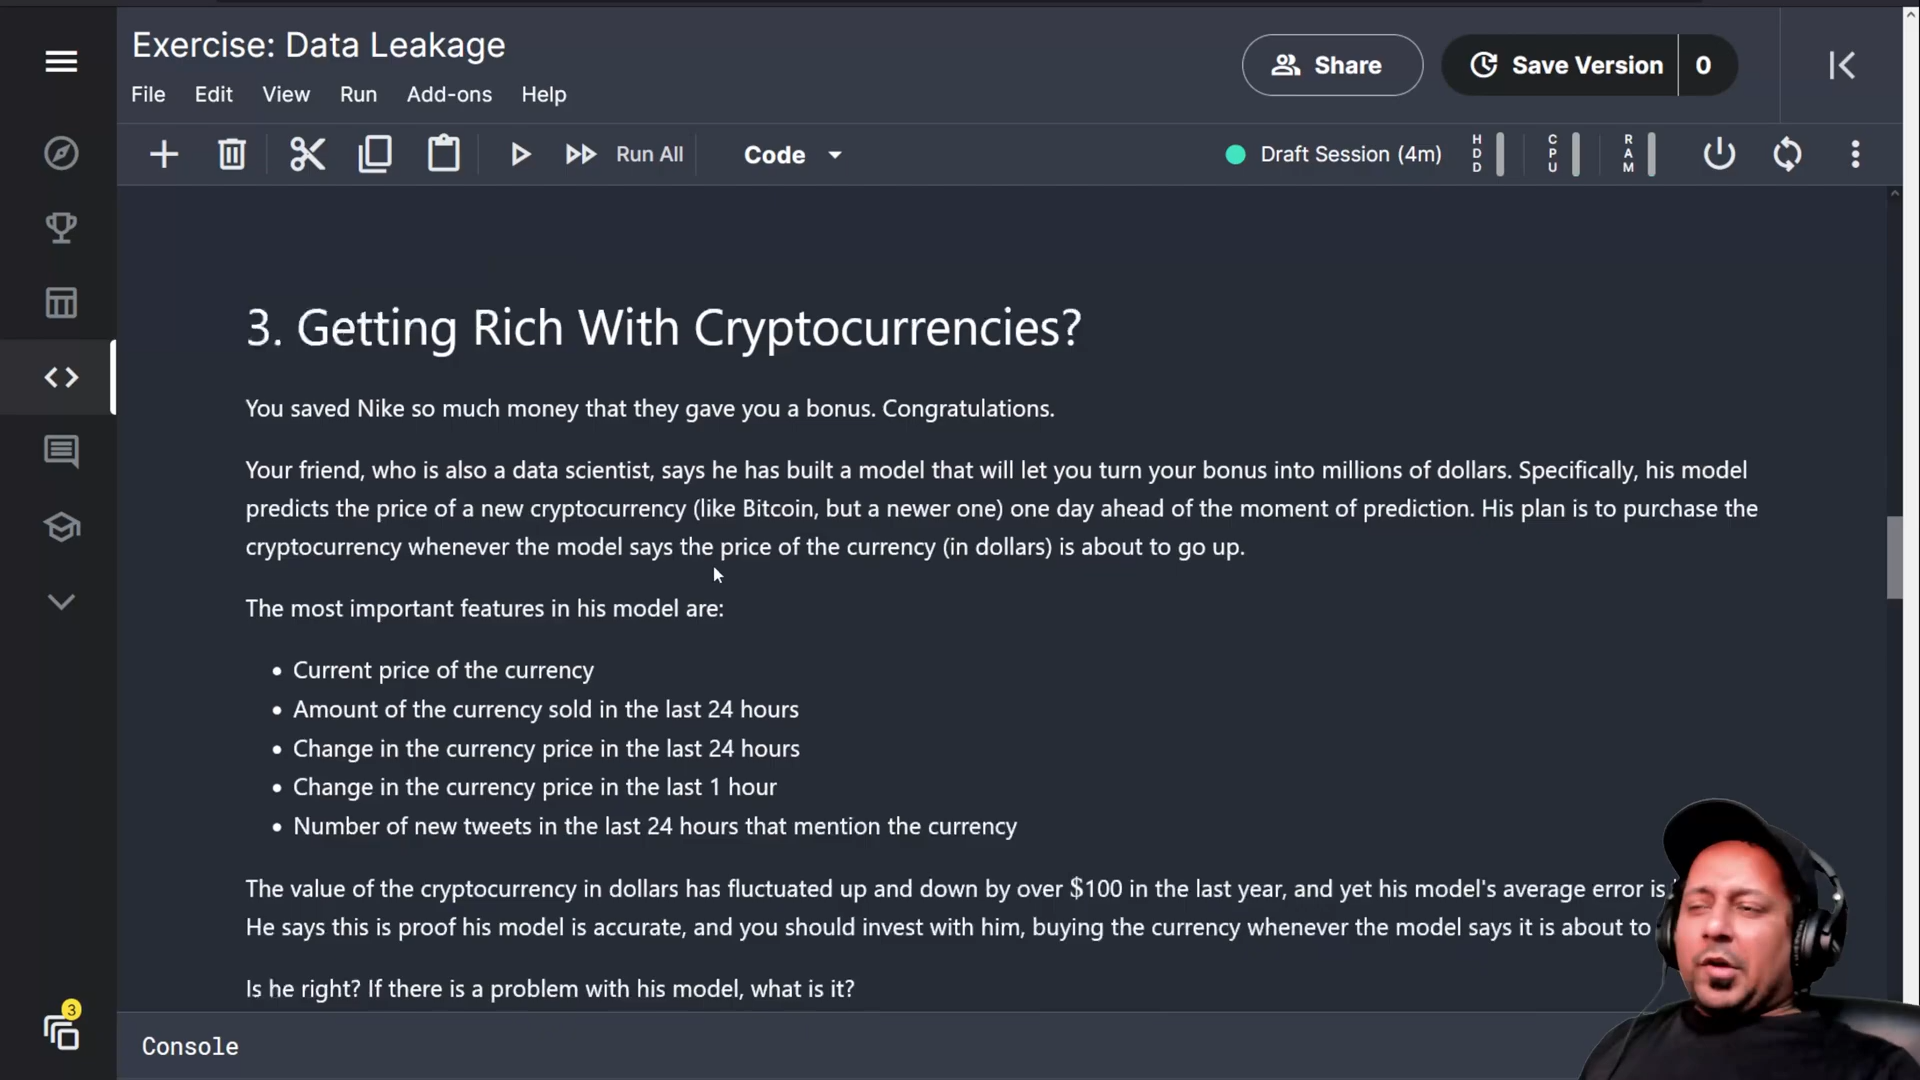 Exercise: Data Leakage
Share
Save Version 0
File Edit View Run Add-ons Help
Run All
Code
Draft Session (4m)
HDD
CPU
RAM
3. Getting Rich With Cryptocurrencies?
You saved Nike so much money that they gave you a bonus. Congratulations.
Your friend, who is also a data scientist, says he has built a model that will let you turn your bonus into millions of dollars. Specifically, his model
predicts the price of a new cryptocurrency (like Bitcoin, but a newer one) one day ahead of the moment of prediction. His plan is to purchase the
cryptocurrency whenever the model says the price of the currency (in dollars) is about to go up.
The most important features in his model are:
• Current price of the currency
• Amount of the currency sold in the last 24 hours
• Change in the currency price in the last 24 hours
• Change in the currency price in the last 1 hour
• Number of new tweets in the last 24 hours that mention the currency
The value of the cryptocurrency in dollars has fluctuated up and down by over $100 in the last year, and yet his model's average error is
He says this is proof his model is accurate, and you should invest with him, buying the currency whenever the model says it is about to
Is he right? If there is a problem with his model, what is it?
3
Console